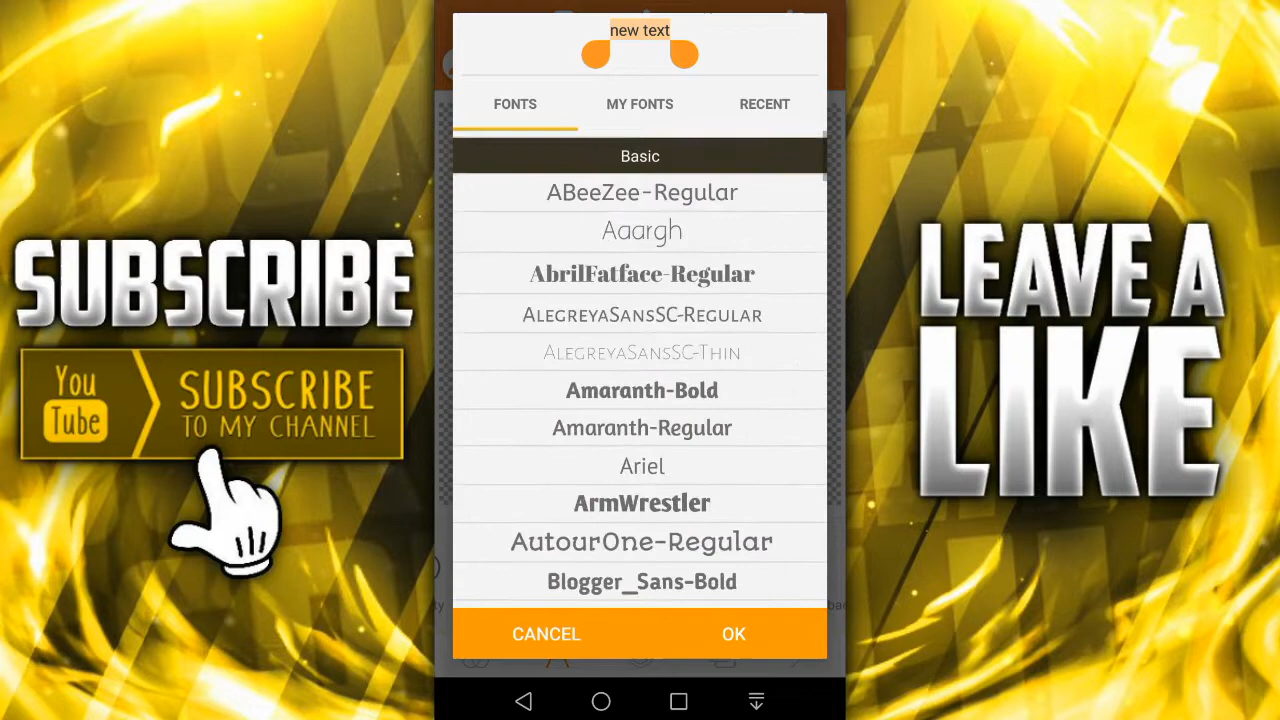 new text
FONTS MY FONTS RECENT
Basic
ABeeZee-Regular
Aaargh
AbrilFatface-Regular
AlegreyaSansSC-Regular
AlegreyaSansSC-Thin
Amaranth-Bold
Amaranth-Regular
Ariel
ArmWrestler
AutourOne-Regular
Blogger_Sans-Bold
CANCEL OK
SUBSCRIBE
You
Tube
SUBSCRIBE
TO MY CHANNEL
LEAVE A
LIKE